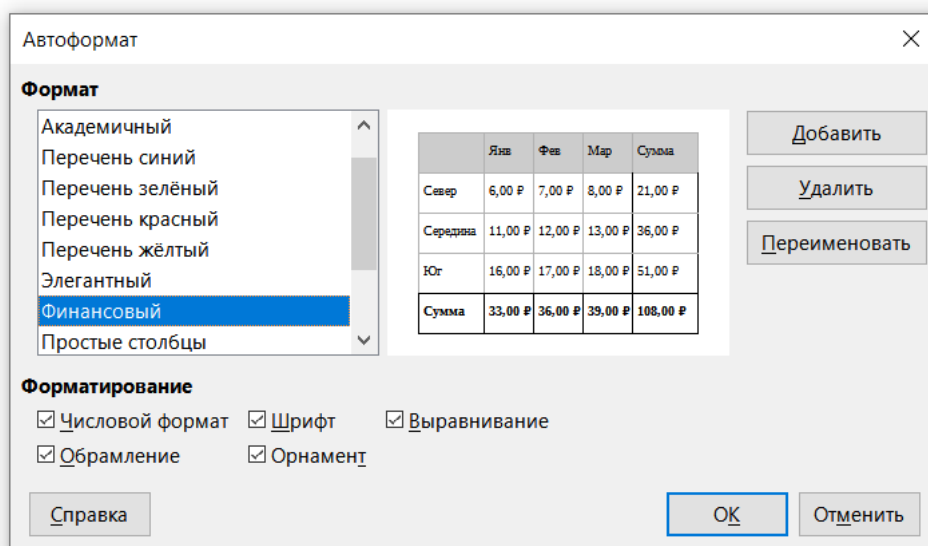 Автоформат
Формат
Академичный
Перечень синий
Перечень зелёный
Перечень красный
Перечень жёлтый
Элегантный
Финансовый
Простые столбцы
Янв Фев Мар Сумма
Север 6,00 ₽ 7,00 ₽ 8,00 ₽ 21,00 ₽
Середина 11,00 ₽ 12,00 ₽ 13,00 ₽ 36,00 ₽
Юг 16,00 ₽ 17,00 ₽ 18,00 ₽ 51,00 ₽
Сумма 33,00 ₽ 36,00 ₽ 39,00 ₽ 108,00 ₽
Добавить
Удалить
Переименовать
Форматирование
Числовой формат Шрифт Выравнивание
Обрамление Орнамент
Справка ОК Отменить